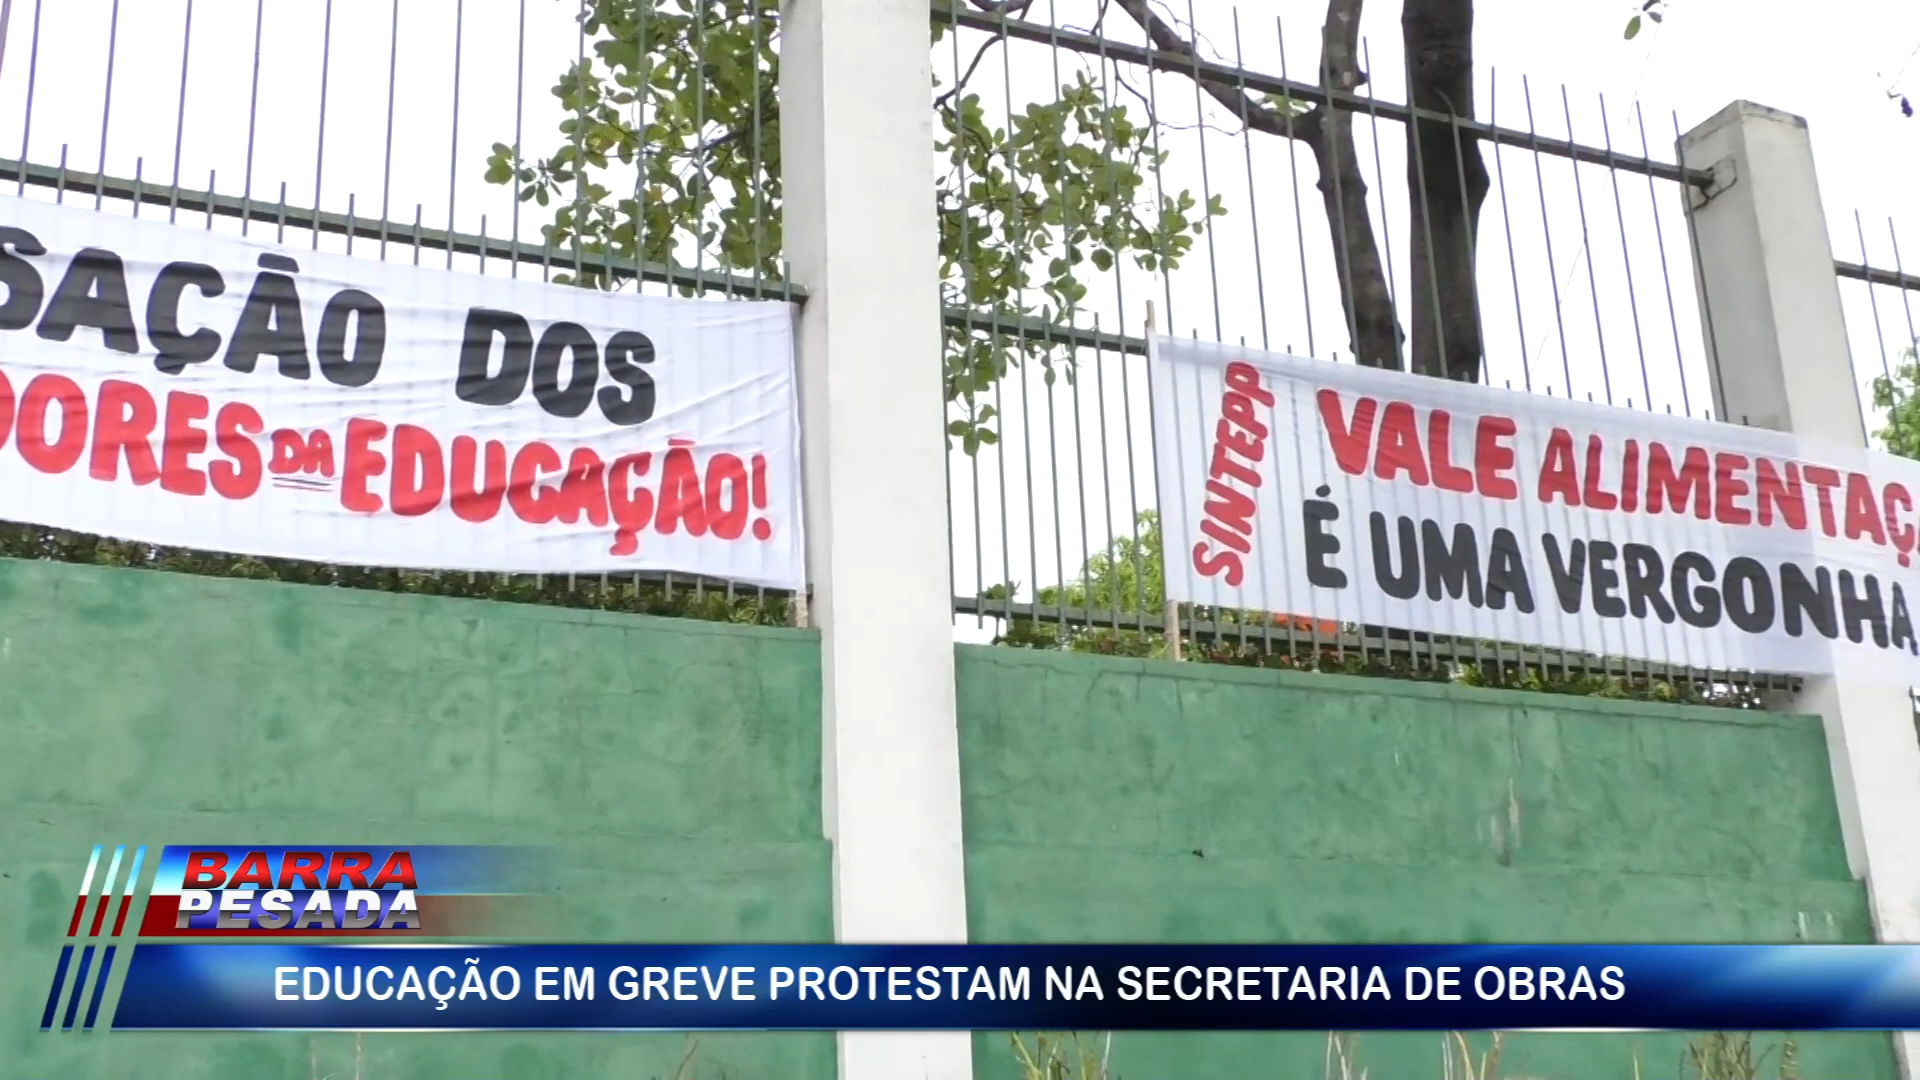 SAÇÃO DOS
DORES DA EDUCAÇÃO!
SINTEPP
VALE ALIMENTAÇ
É UMA VERGONHA
BARRA
PESADA
EDUCAÇÃO EM GREVE PROTESTAM NA SECRETARIA DE OBRAS